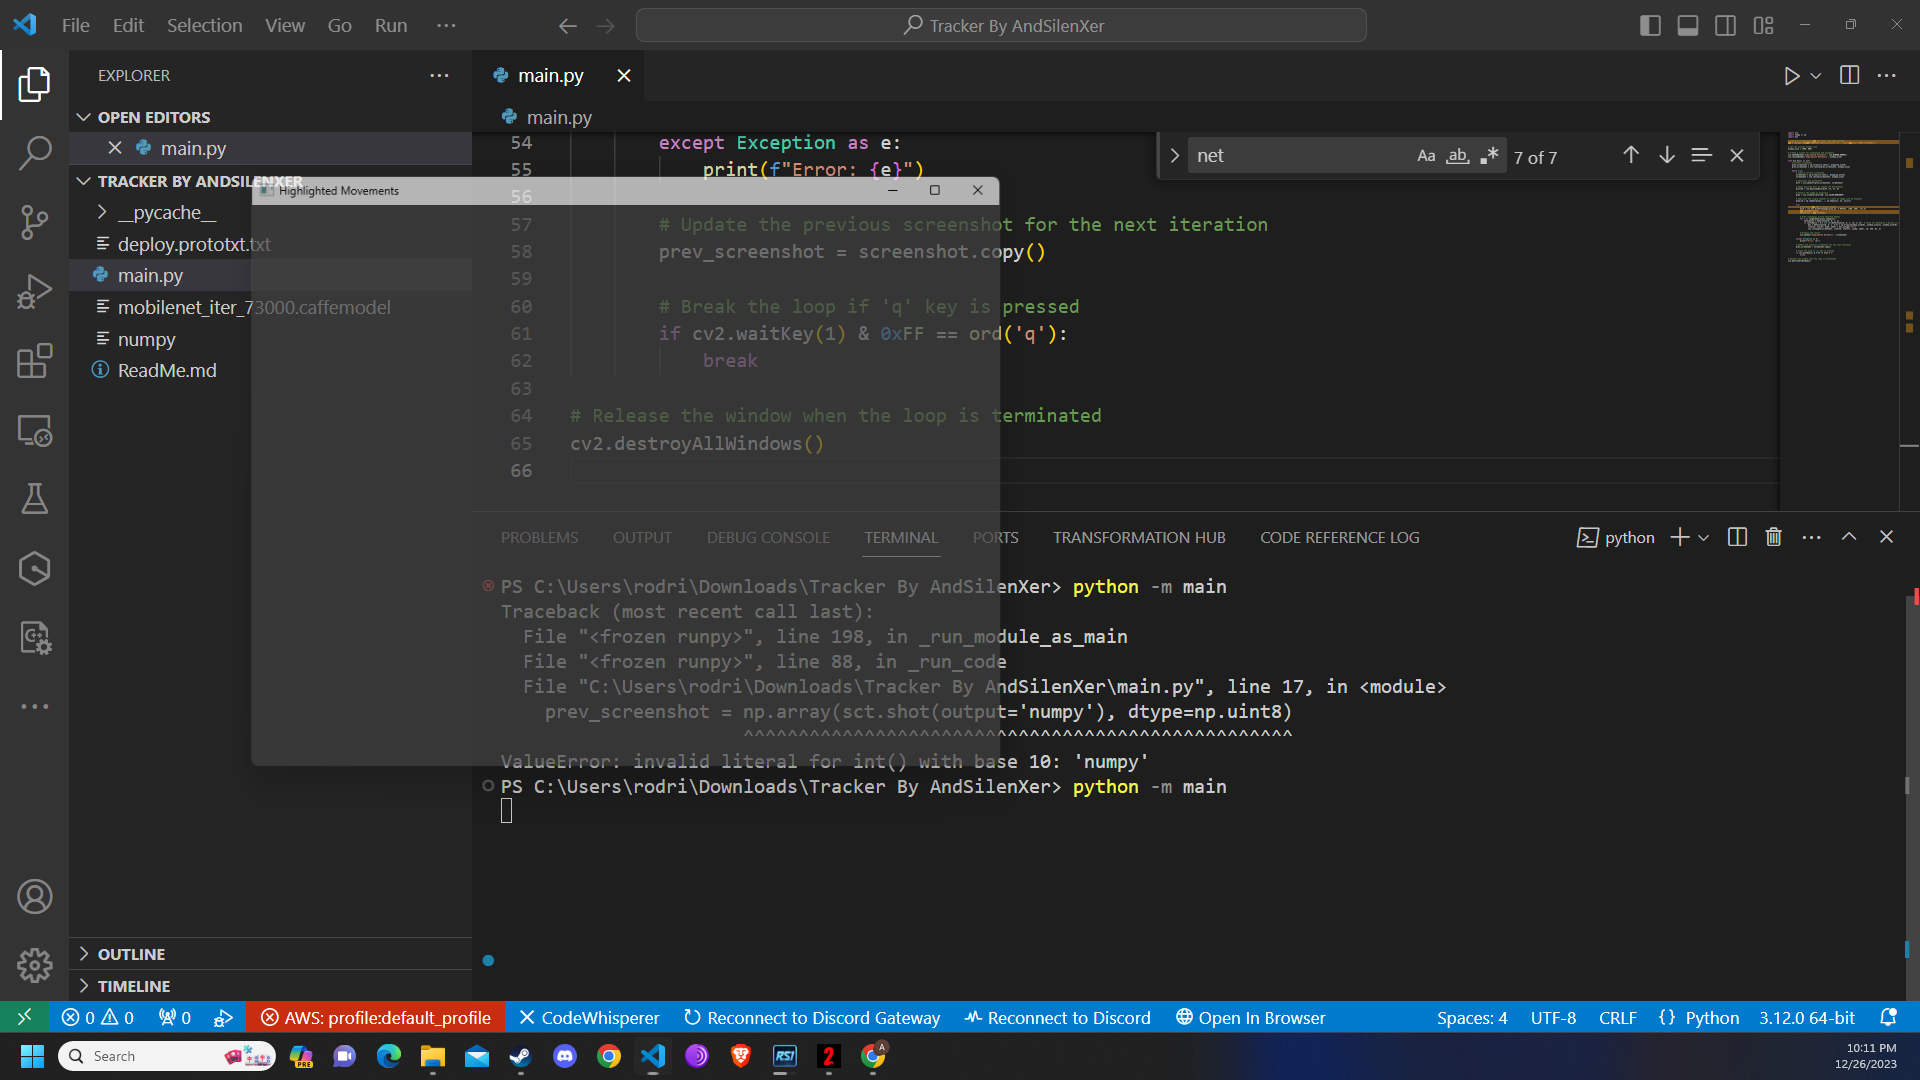 File Edit Selection View Go Run ···
Tracker By AndSilenXer
EXPLORER
OPEN EDITORS
main.py
TRACKER BY ANDSILENXER
__pycache__
deploy.prototxt.txt
main.py
mobilenet_iter_73000.caffemodel
numpy
ReadMe.md
OUTLINE
TIMELINE
main.py
main.py
net
Aa ab .*
7 of 7
Highlighted Movements
54 except Exception as e:
55 print(f"Error: {e}")
56
57 # Update the previous screenshot for the next iteration
58 prev_screenshot = screenshot.copy()
59
60 # Break the loop if 'q' key is pressed
61 if cv2.waitKey(1) & 0xFF == ord('q'):
62 break
63
64 # Release the window when the loop is terminated
65 cv2.destroyAllWindows()
66
PROBLEMS OUTPUT DEBUG CONSOLE TERMINAL PORTS TRANSFORMATION HUB CODE REFERENCE LOG
python
PS C:\Users\rodri\Downloads\Tracker By AndSilenXer> python -m main
Traceback (most recent call last):
File "<frozen runpy>", line 198, in _run_module_as_main
File "<frozen runpy>", line 88, in _run_code
File "C:\Users\rodri\Downloads\Tracker By AndSilenXer\main.py", line 17, in <module>
prev_screenshot = np.array(sct.shot(output='numpy'), dtype=np.uint8)
^^^^^^^^^^^^^^^^^^^^^^^^^^^^^^^^^^^^^^^^^^^^^^^^^^
ValueError: invalid literal for int() with base 10: 'numpy'
PS C:\Users\rodri\Downloads\Tracker By AndSilenXer> python -m main
0 0 0 AWS: profile:default_profile CodeWhisperer Reconnect to Discord Gateway Reconnect to Discord Open In Browser Spaces: 4 UTF-8 CRLF {} Python 3.12.0 64-bit
Search
PRE
RSI
2
A
10:11 PM
12/26/2023